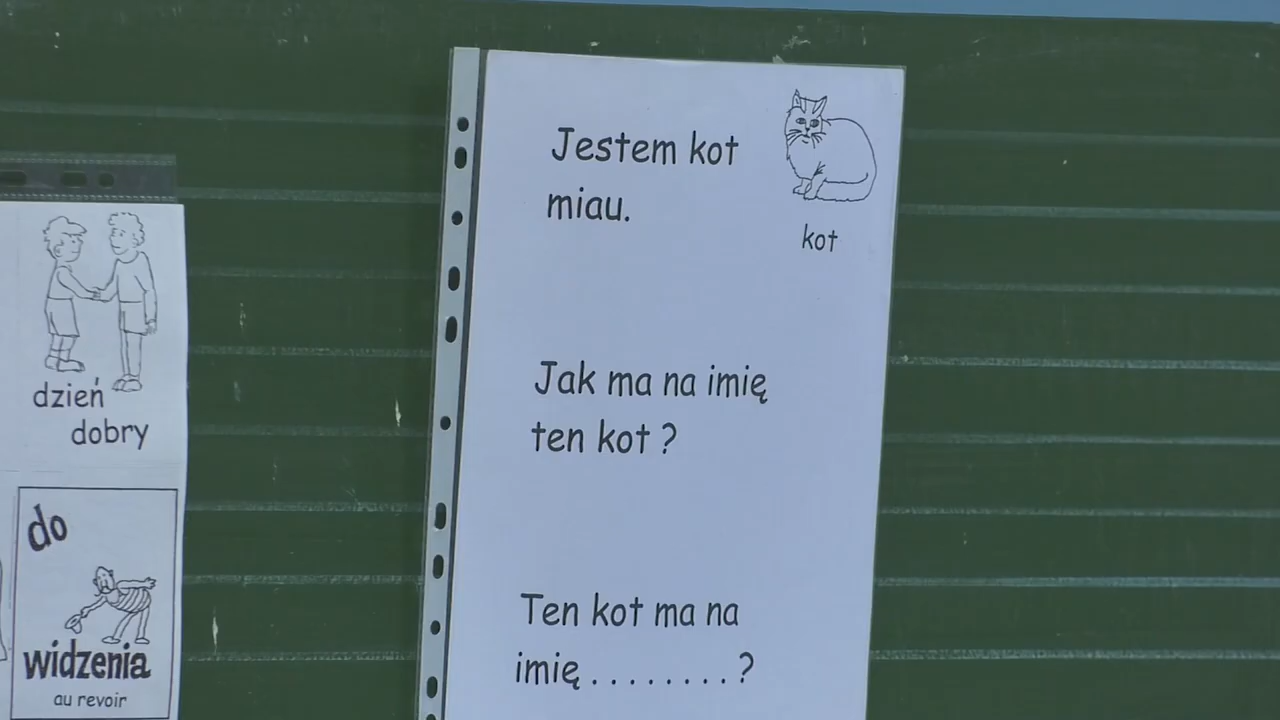 dzień
dobry
do
widzenia
au revoir
Jestem kot
miau.
kot
Jak ma na imię
ten kot ?
Ten kot ma na
imię . . . . . . . . ?